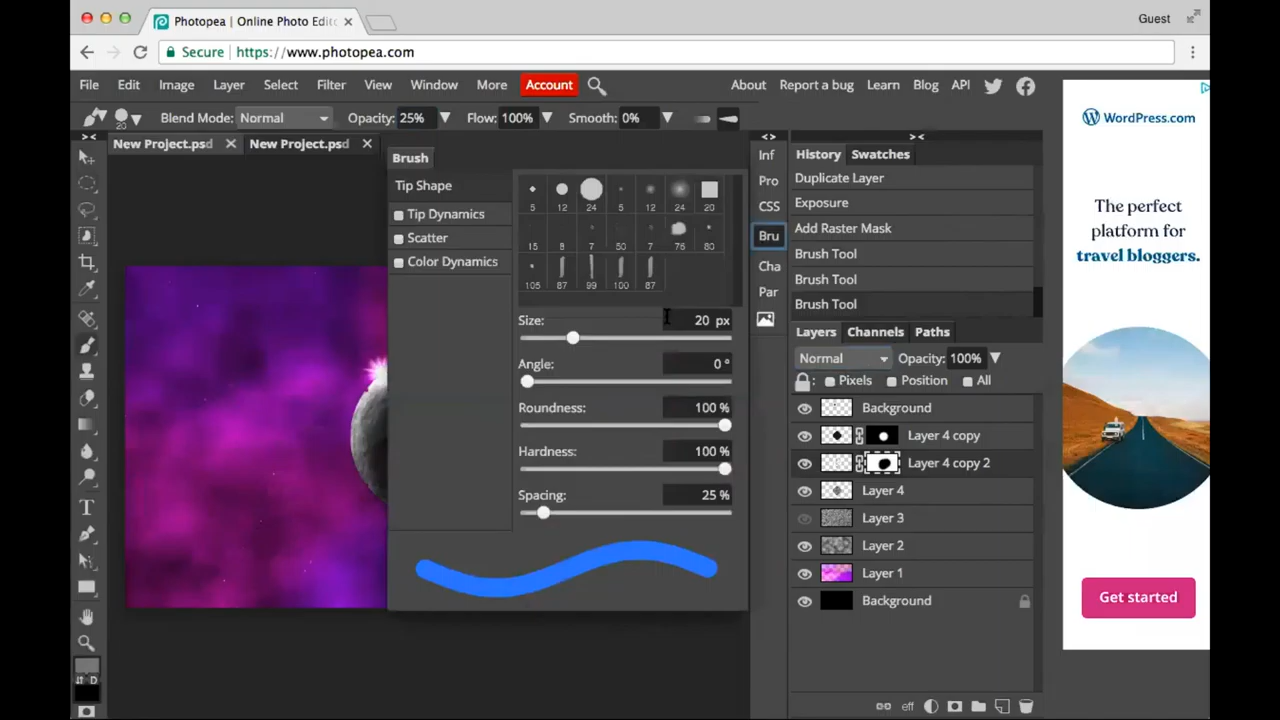 Photopea | Online Photo Edito
Guest
Secure https://www.photopea.com
File Edit Image Layer Select Filter View Window More Account About Report a bug Learn Blog API
20 Blend Mode: Normal Opacity: 25% Flow: 100% Smooth: 0%
New Project.psd New Project.psd
Brush
Tip Shape
Tip Dynamics
Scatter
Color Dynamics
5 12 24 5 12 24 20
15 8 7 50 7 76 80
105 87 99 100 87
Size: 20 px
Angle: 0 °
Roundness: 100 %
Hardness: 100 %
Spacing: 25 %
Inf
Pro
CSS
Bru
Cha
Par
History Swatches
Duplicate Layer
Exposure
Add Raster Mask
Brush Tool
Brush Tool
Brush Tool
Layers Channels Paths
Normal Opacity: 100%
Pixels Position All
Background
Layer 4 copy
Layer 4 copy 2
Layer 4
Layer 3
Layer 2
Layer 1
Background
eff
D
WordPress.com
The perfect
platform for
travel bloggers.
Get started